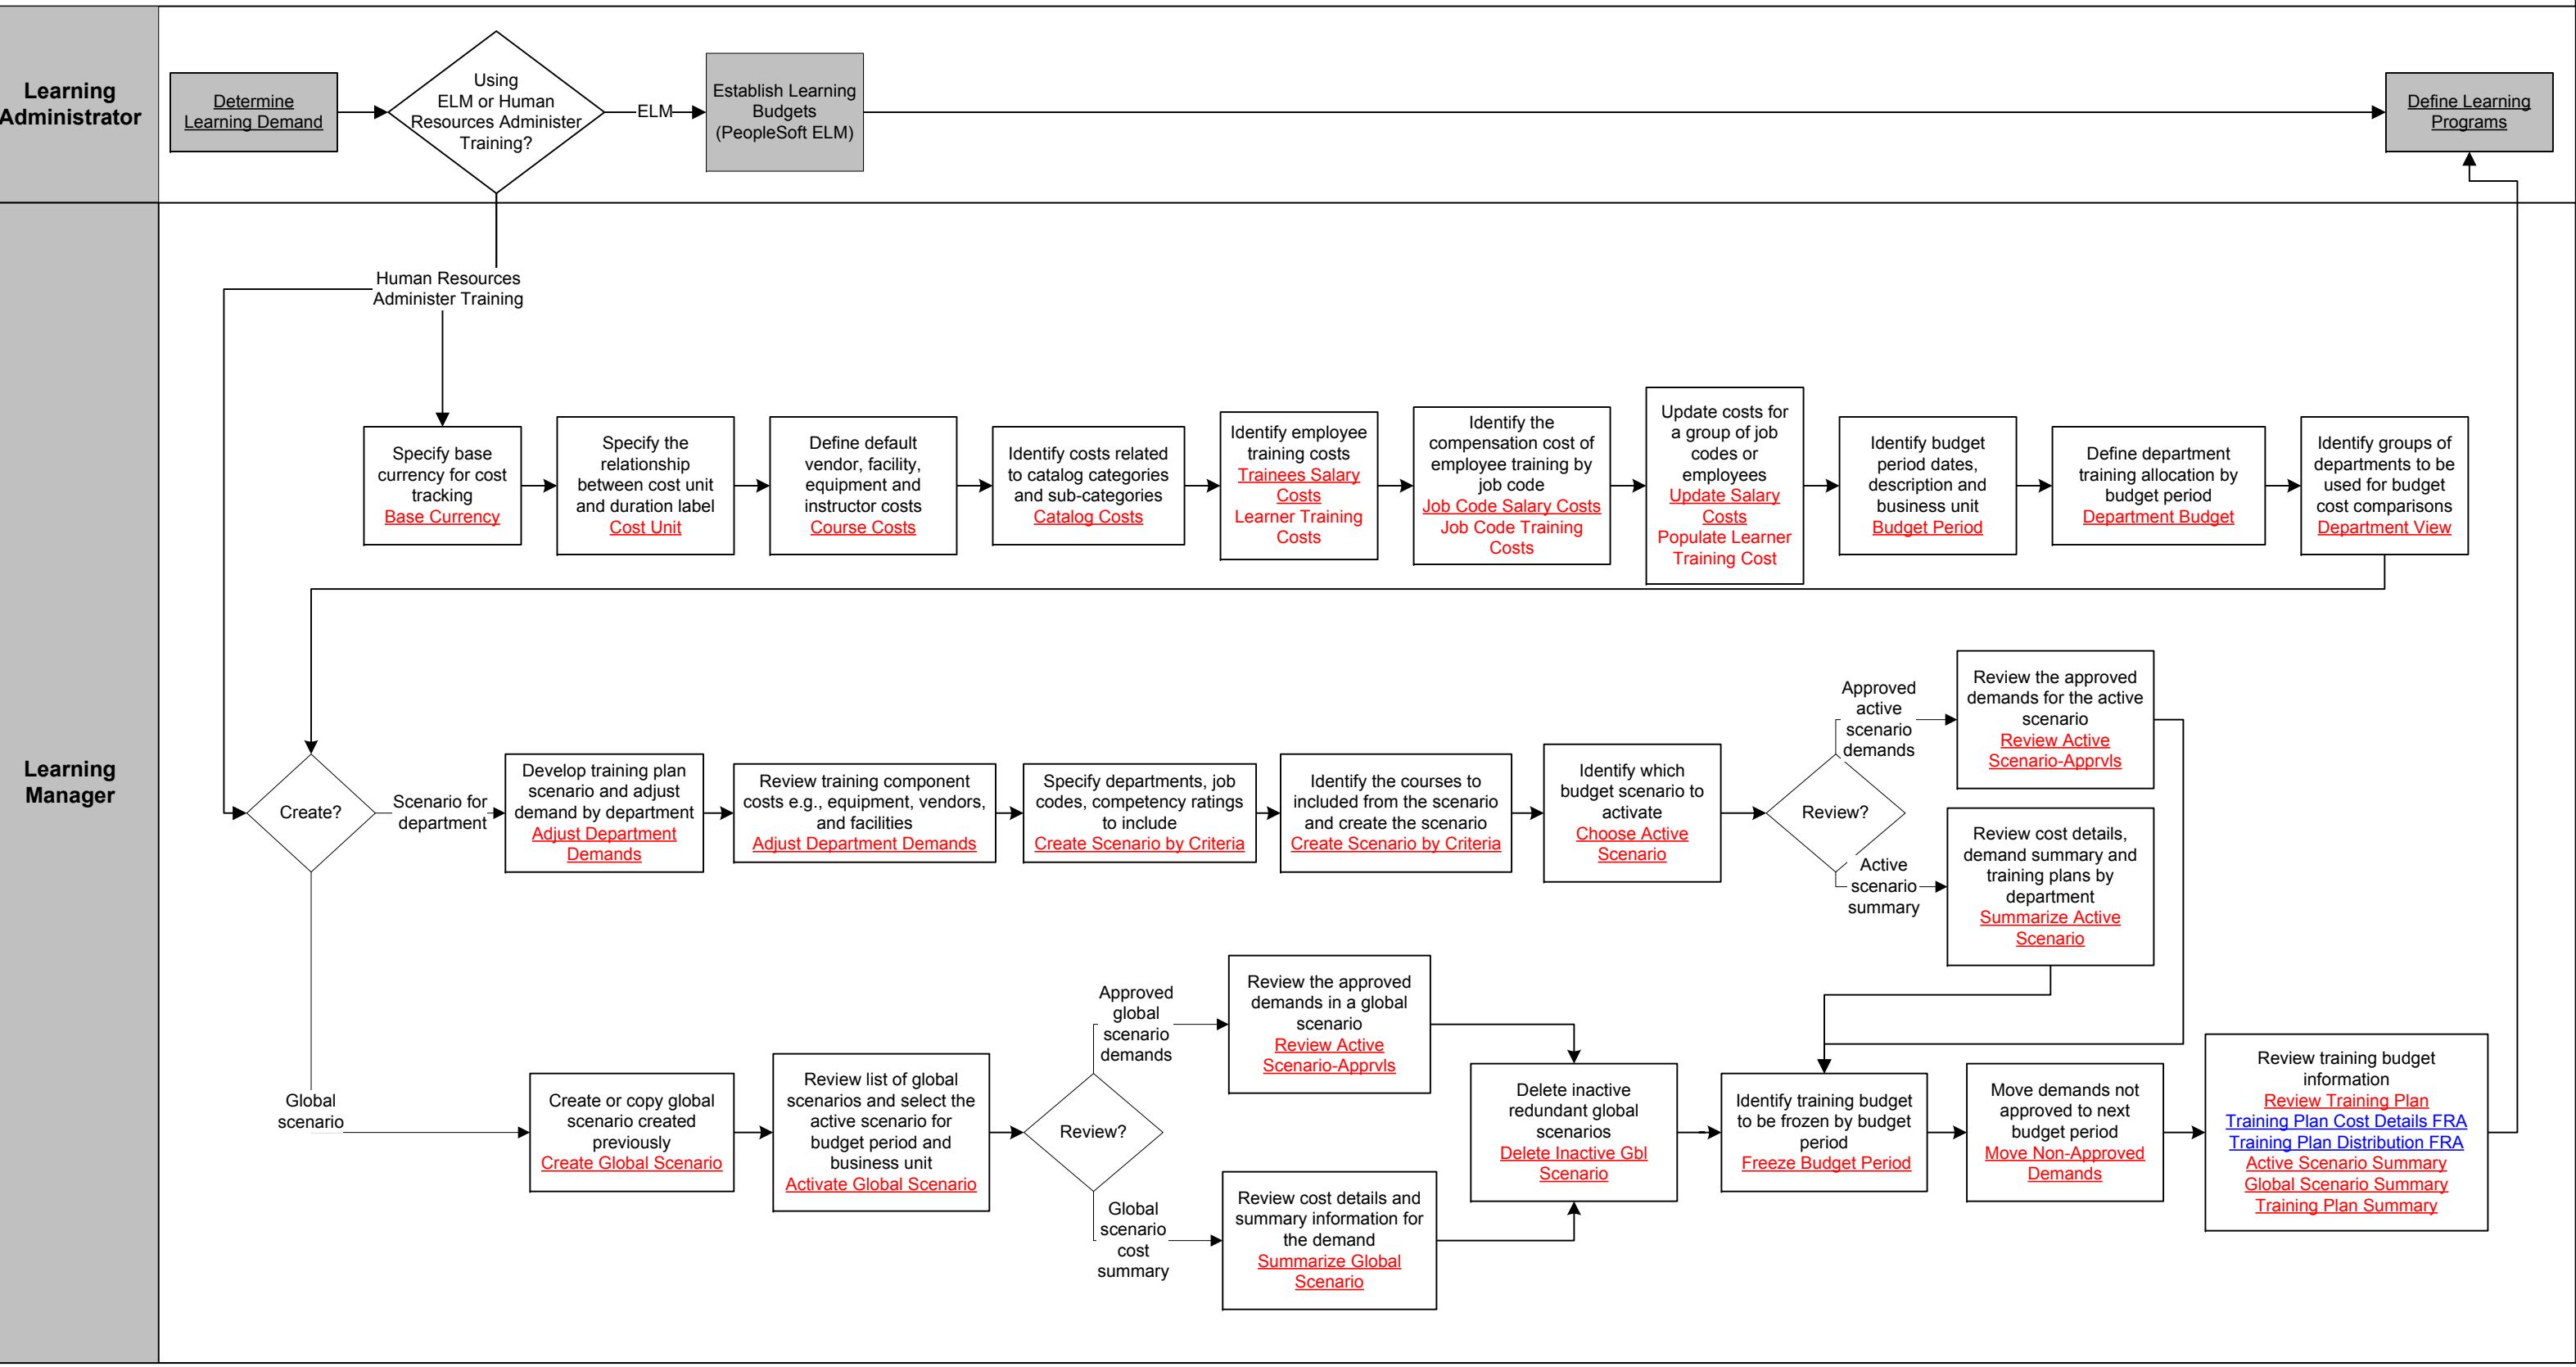 Learning
Administrator
Determine
Learning Demand
Using
ELM or Human
Resources Administer
Training?
ELM
Establish Learning
Budgets
(PeopleSoft ELM)
Define Learning
Programs
Learning
Manager
Human Resources
Administer Training
Specify base
currency for cost
tracking
Base Currency
Specify the
relationship
between cost unit
and duration label
Cost Unit
Define default
vendor, facility,
equipment and
instructor costs
Course Costs
Identify costs related
to catalog categories
and sub-categories
Catalog Costs
Identify employee
training costs
Trainees Salary
Costs
Learner Training
Costs
Identify the
compensation cost of
employee training by
job code
Job Code Salary Costs
Job Code Training
Costs
Update costs for
a group of job
codes or
employees
Update Salary
Costs
Populate Learner
Training Cost
Identify budget
period dates,
description and
business unit
Budget Period
Define department
training allocation by
budget period
Department Budget
Identify groups of
departments to be
used for budget
cost comparisons
Department View
Create?
Scenario for
department
Develop training plan
scenario and adjust
demand by department
Adjust Department
Demands
Review training component
costs e.g., equipment, vendors,
and facilities
Adjust Department Demands
Specify departments, job
codes, competency ratings
to include
Create Scenario by Criteria
Identify the courses to
included from the scenario
and create the scenario
Create Scenario by Criteria
Identify which
budget scenario to
activate
Choose Active
Scenario
Review?
Approved
active
scenario
demands
Review the approved
demands for the active
scenario
Review Active
Scenario-Apprvls
Active
scenario
summary
Review cost details,
demand summary and
training plans by
department
Summarize Active
Scenario
Global
scenario
Create or copy global
scenario created
previously
Create Global Scenario
Review list of global
scenarios and select the
active scenario for
budget period and
business unit
Activate Global Scenario
Review?
Approved
global
scenario
demands
Review the approved
demands in a global
scenario
Review Active
Scenario-Apprvls
Global
scenario
cost
summary
Review cost details and
summary information for
the demand
Summarize Global
Scenario
Delete inactive
redundant global
scenarios
Delete Inactive Gbl
Scenario
Identify training budget
to be frozen by budget
period
Freeze Budget Period
Move demands not
approved to next
budget period
Move Non-Approved
Demands
Review training budget
information
Review Training Plan
Training Plan Cost Details FRA
Training Plan Distribution FRA
Active Scenario Summary
Global Scenario Summary
Training Plan Summary